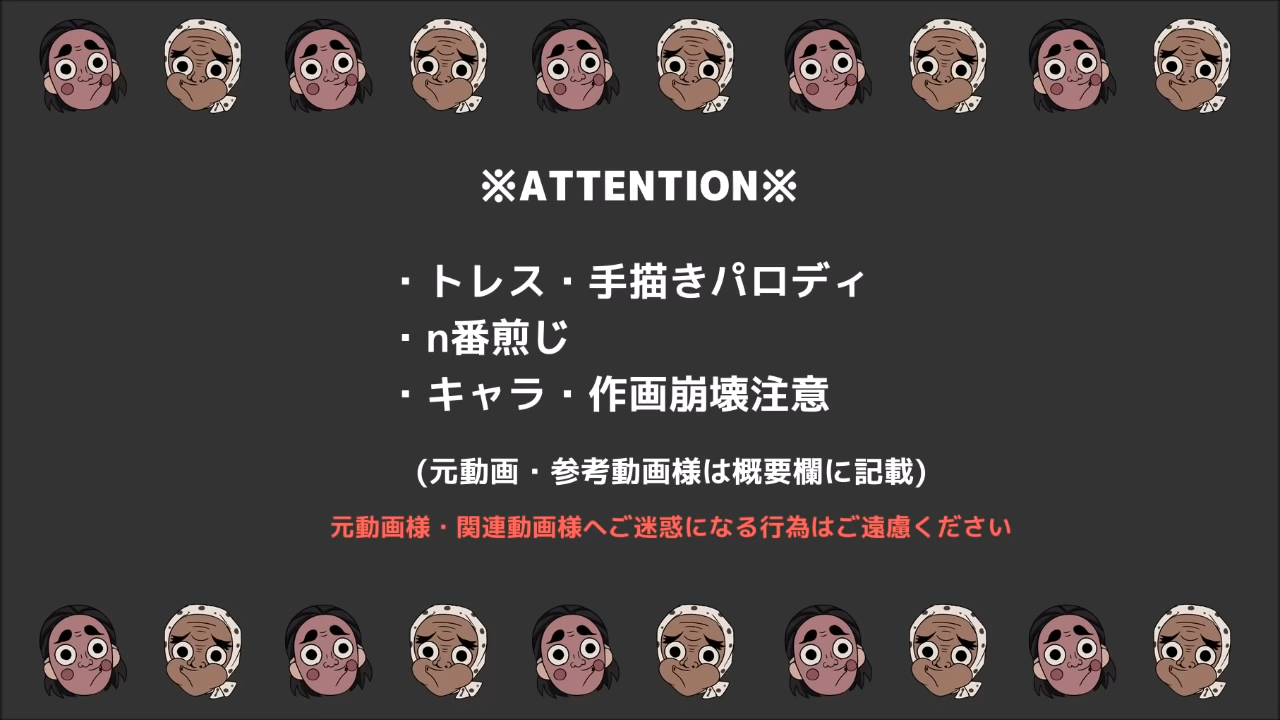 ※ATTENTION※
・トレス・手描きパロディ
・n番煎じ
・キャラ・作画崩壊注意
(元動画・参考動画様は概要欄に記載)
元動画様・関連動画様へご迷惑になる行為はご遠慮ください